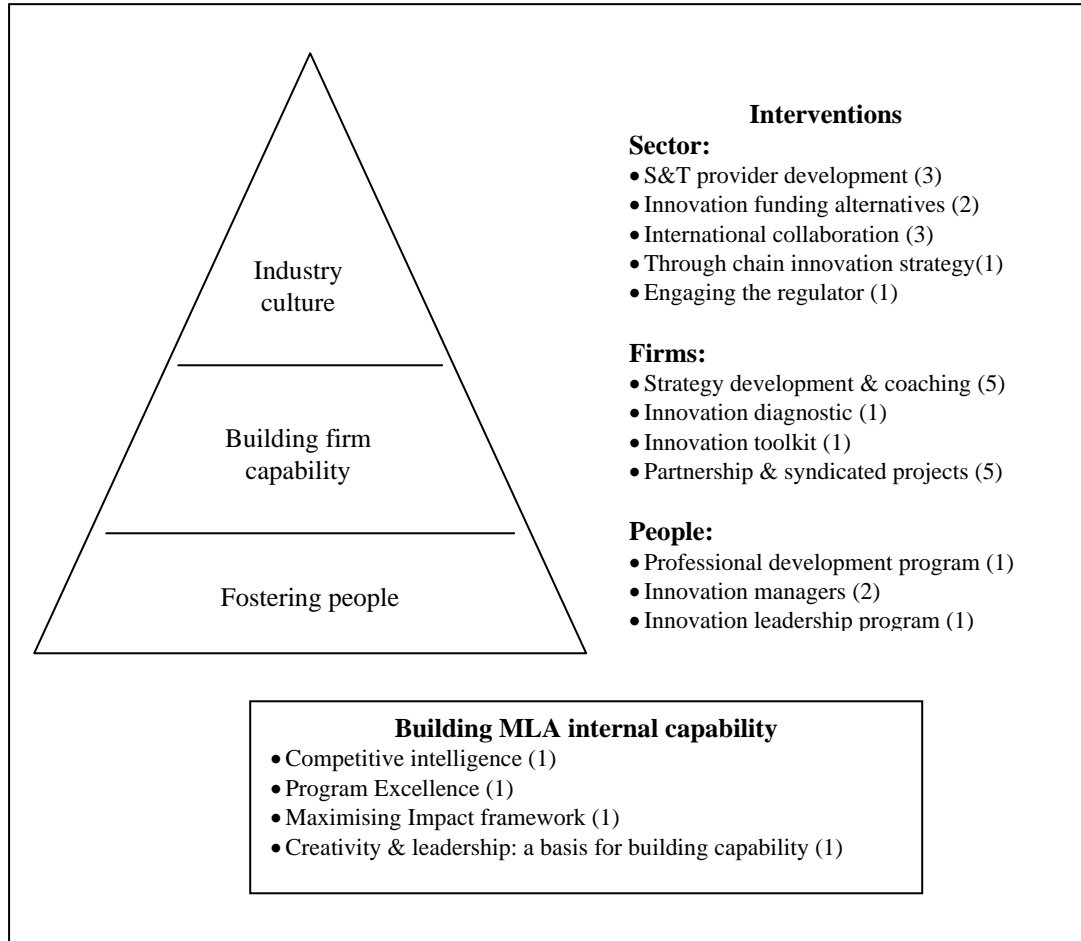 Industry
culture
Building firm
capability
Fostering people
Interventions
Sector:
• S&T provider development (3)
• Innovation funding alternatives (2)
• International collaboration (3)
• Through chain innovation strategy(1)
• Engaging the regulator (1)
Firms:
• Strategy development & coaching (5)
• Innovation diagnostic (1)
• Innovation toolkit (1)
• Partnership & syndicated projects (5)
People:
• Professional development program (1)
• Innovation managers (2)
• Innovation leadership program (1)
Building MLA internal capability
• Competitive intelligence (1)
• Program Excellence (1)
• Maximising Impact framework (1)
• Creativity & leadership: a basis for building capability (1)